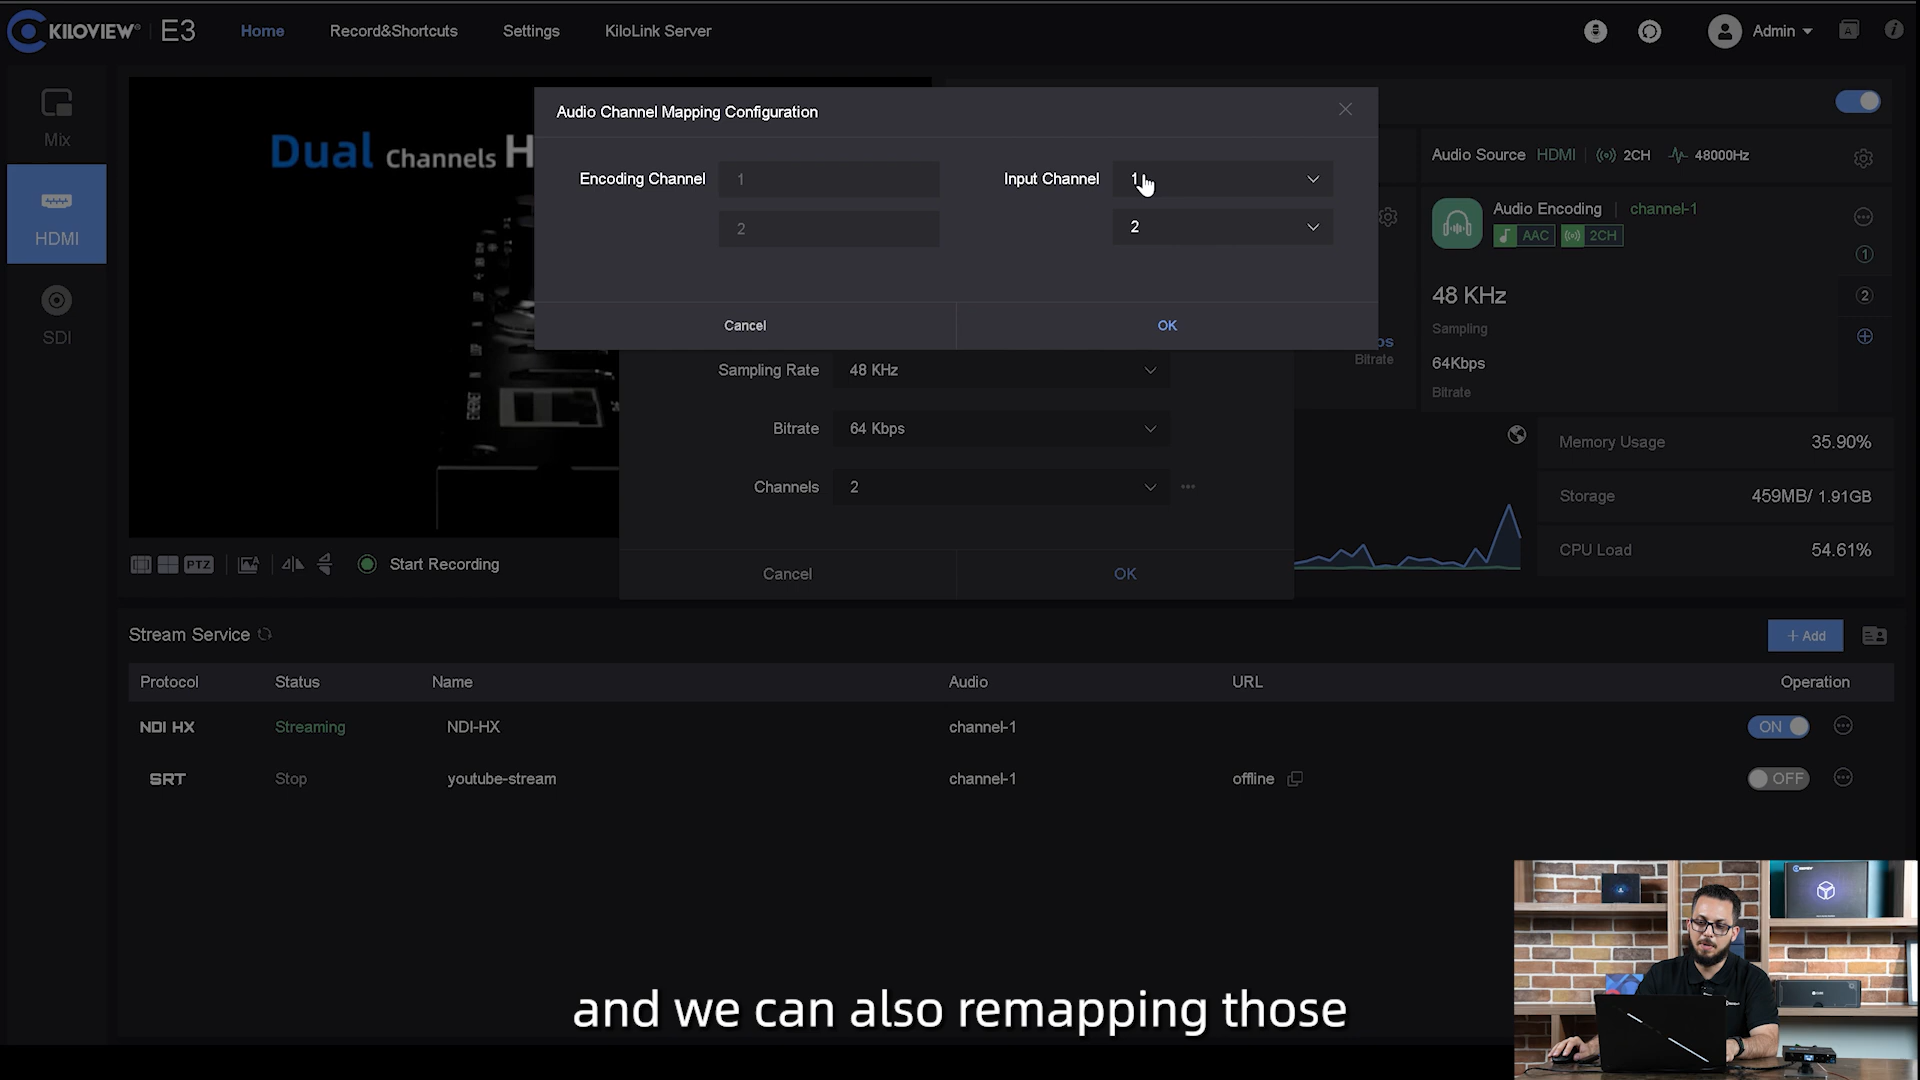 KILOVIEW® E3 Home Record&Shortcuts Settings KiloLink Server Admin
Mix
HDMI
SDI
Dual Channels H
Audio Channel Mapping Configuration
Encoding Channel 1 Input Channel 1
2 2
Cancel OK
Sampling Rate 48 KHz
Bitrate 64 Kbps
Channels 2
Cancel OK
ps
Bitrate
Audio Source HDMI 2CH 48000Hz
Audio Encoding channel-1
AAC 2CH
1
48 KHz 2
Sampling
64Kbps
Bitrate
Memory Usage 35.90%
Storage 459MB/ 1.91GB
CPU Load 54.61%
ETHERNET
PTZ Start Recording
Stream Service + Add
Protocol Status Name Audio URL Operation
NDI HX Streaming NDI-HX channel-1 ON
SRT Stop youtube-stream channel-1 offline OFF
and we can also remapping those